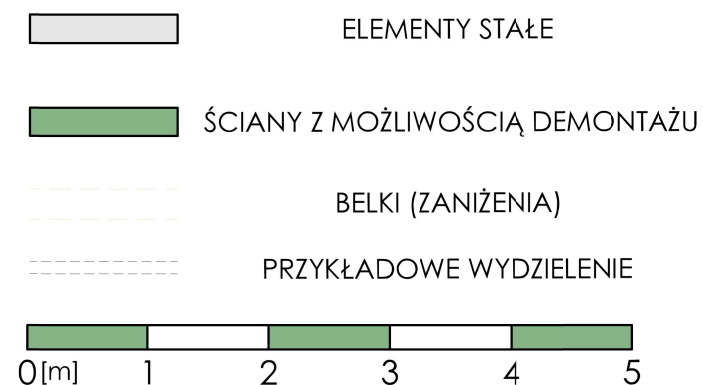 ELEMENTY STAŁE
ŚCIANY Z MOŻLIWOŚCIĄ DEMONTAŻU
BELKI (ZANIŻENIA)
PRZYKŁADOWE WYDZIELENIE
0[m] 1 2 3 4 5